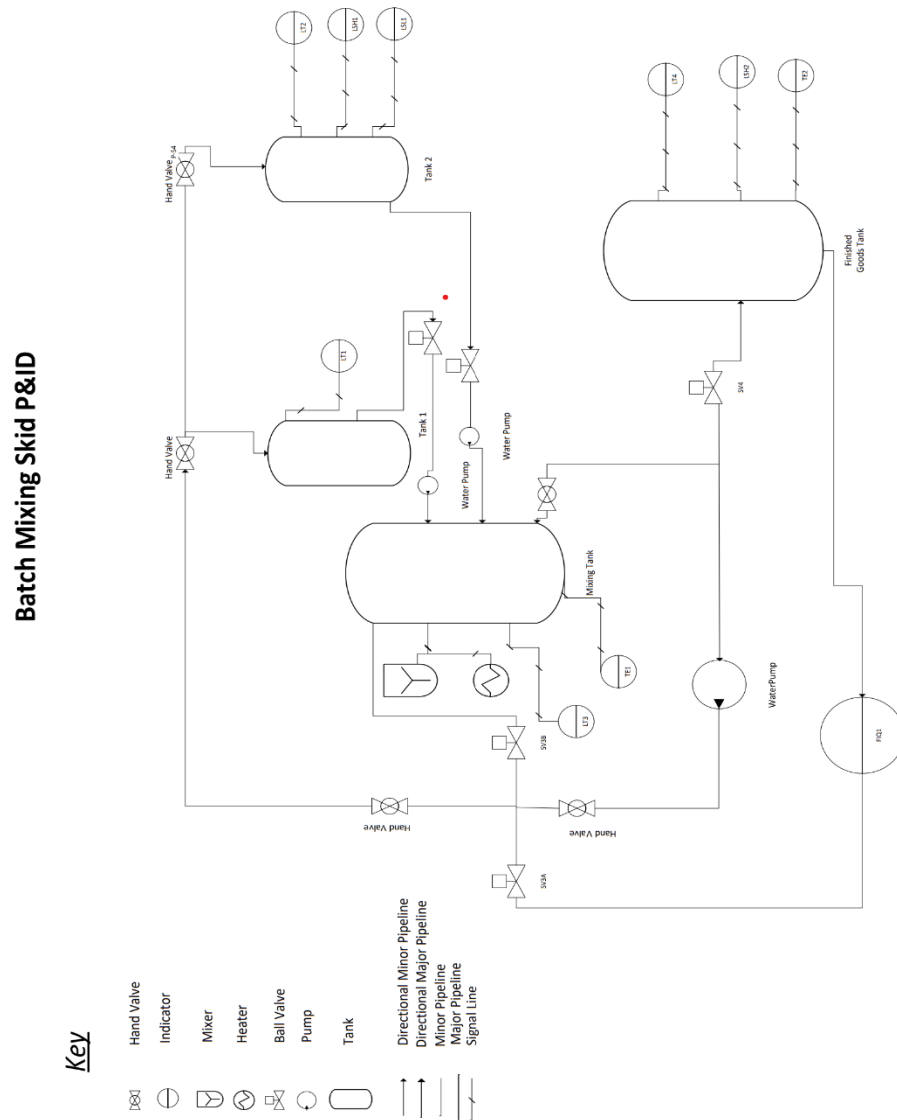 Batch Mixing Skid P&ID
LT2
LSH1
LSL1
Hand Valve
P-54
Tank 2
LT4
LSH2
TE2
Finished
Goods Tank
LT1
Hand Valve
Tank 1
Water Pump
Water Pump
SV4
Mixing Tank
TE1
LT3
SV3B
WaterPump
FIQ1
Hand Valve
Hand Valve
SV3A
Key
Hand Valve
Indicator
Mixer
Heater
Ball Valve
Pump
Tank
Directional Minor Pipeline
Directional Major Pipeline
Minor Pipeline
Major Pipeline
Signal Line